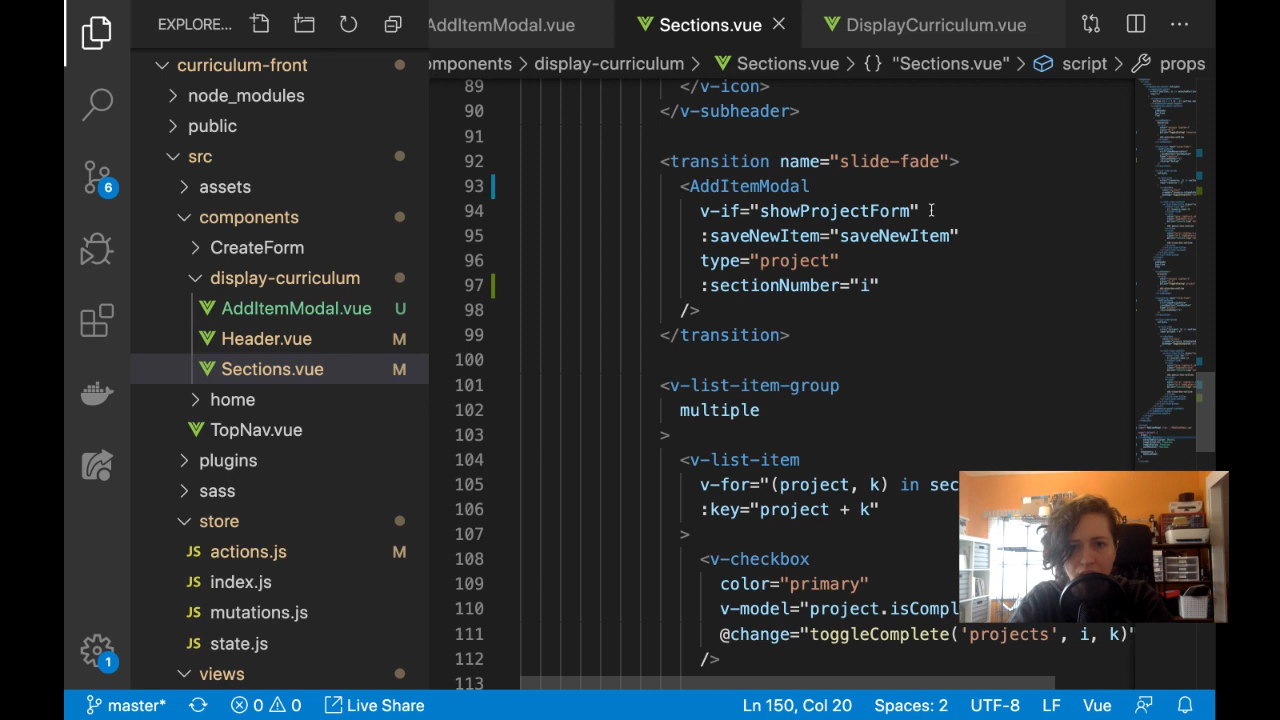 EXPLORE...
AddItemModal.vue
Sections.vue
DisplayCurriculum.vue
curriculum-front
node_modules
public
src
assets
components
CreateForm
display-curriculum
AddItemModal.vue U
Header.vue M
Sections.vue M
home
TopNav.vue
plugins
sass
store
JS actions.js M
JS index.js
JS mutations.js
JS state.js
views
6
1
omponents > display-curriculum > Sections.vue > {} "Sections.vue" > script > props
89 </v-icon>
90 </v-subheader>
91
92 <transition name="slide-fade">
93 <AddItemModal
94 v-if="showProjectForm"
95 :saveNewItem="saveNewItem"
96 type="project"
97 :sectionNumber="i"
98 />
99 </transition>
100
101 <v-list-item-group
102 multiple
103 >
104 <v-list-item
105 v-for="(project, k) in sec
106 :key="project + k"
107 >
108 <v-checkbox
109 color="primary"
110 v-model="project.isCompl
111 @change="toggleComplete('projects', i, k)"
112 />
113
master* 0 0 Live Share Ln 150, Col 20 Spaces: 2 UTF-8 LF Vue